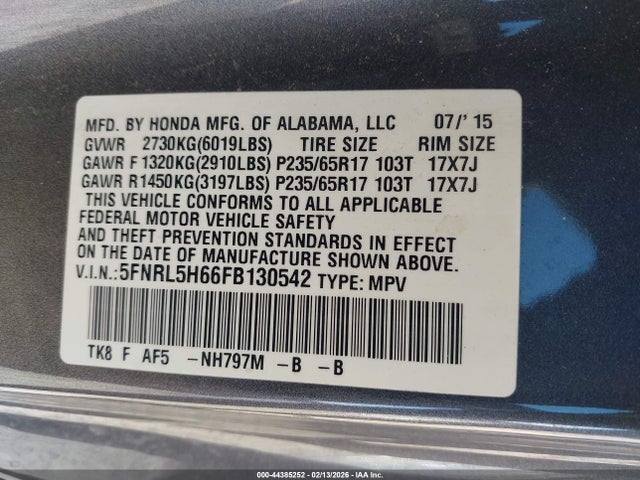 MFD. BY HONDA MFG. OF ALABAMA, LLC 07/'15
GVWR 2730KG(6019LBS) TIRE SIZE RIM SIZE
GAWR F 1320KG(2910LBS) P235/65R17 103T 17X7J
GAWR R1450KG(3197LBS) P235/65R17 103T 17X7J
THIS VEHICLE CONFORMS TO ALL APPLICABLE
FEDERAL MOTOR VEHICLE SAFETY
AND THEFT PREVENTION STANDARDS IN EFFECT
ON THE DATE OF MANUFACTURE SHOWN ABOVE.
V.I.N.:5FNRL5H66FB130542 TYPE: MPV
TK8 F AF5 -NH797M -B -B
000-44385252 02/13/2026 - IAA Inc.